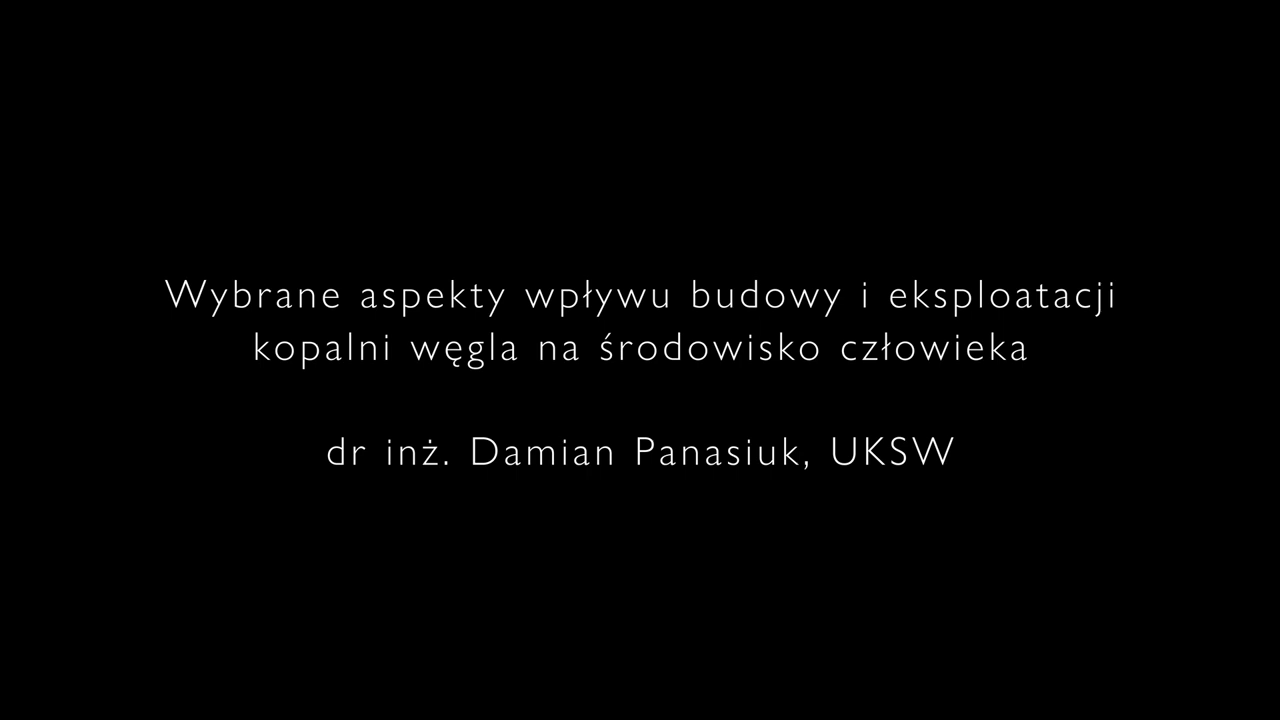 Wybrane aspekty wpływu budowy i eksploatacji
kopalni węgla na środowisko człowieka
dr inż. Damian Panasiuk, UKSW